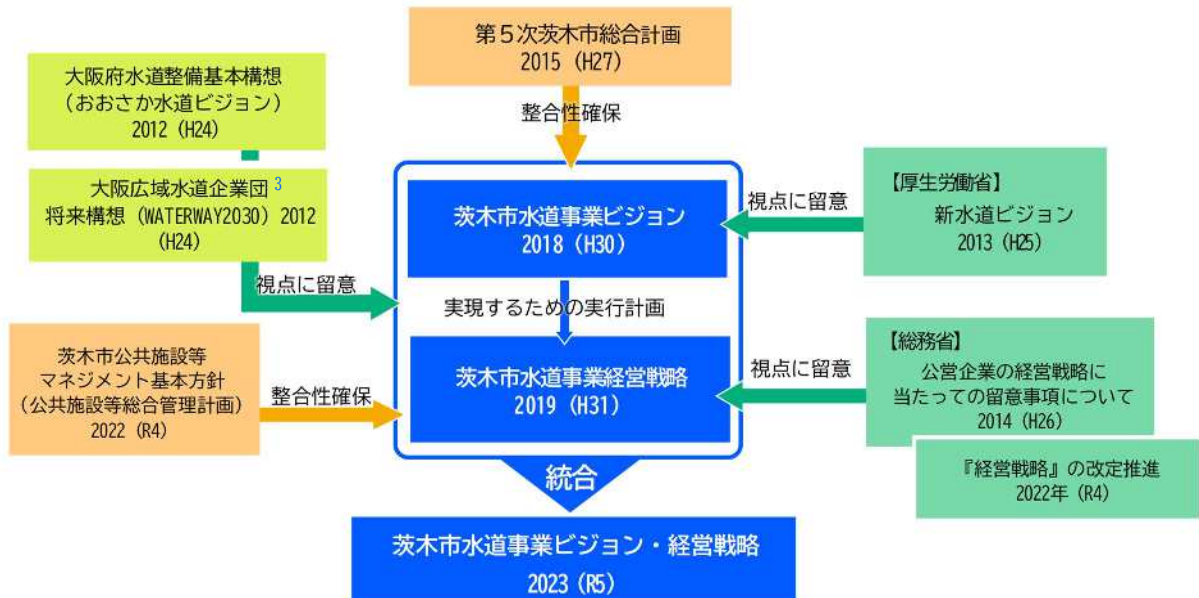 第５次茨木市総合計画
2015（H27）
大阪府水道整備基本構想
（おおさか水道ビジョン）
2012（H24）
整合性確保
大阪広域水道企業団3
将来構想（WATERWAY2030）2012
（H24）
茨木市水道事業ビジョン
2018（H30）
視点に留意
【厚生労働省】
新水道ビジョン
2013（H25）
視点に留意
実現するための実行計画
茨木市公共施設等
マネジメント基本方針
（公共施設等総合管理計画）
2022（R4）
整合性確保
茨木市水道事業経営戦略
2019（H31）
視点に留意
【総務省】
公営企業の経営戦略に
当たっての留意事項について
2014（H26）
『経営戦略』の改定推進
2022年（R4）
統合
茨木市水道事業ビジョン・経営戦略
2023（R5）